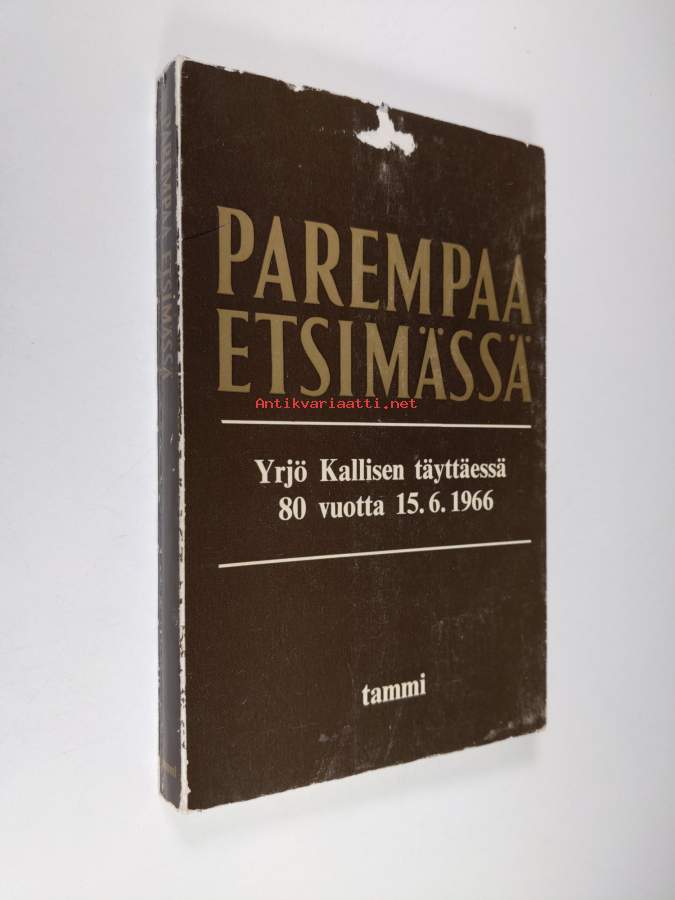 PAREMPAA
ETSIMÄSSÄ
Antikvariaatti.net
Yrjö Kallisen täyttäessä
80 vuotta 15.6.1966
tammi
PAREMPAA ETSIMÄSSÄ